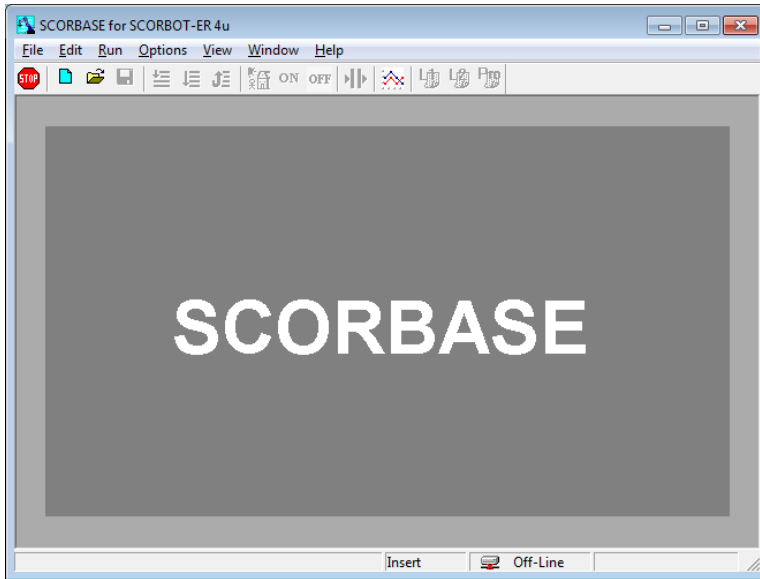 SCORBASE for SCORBOT-ER 4u
File Edit Run Options View Window Help
STOP ON OFF Pro
SCORBASE
Insert Off-Line